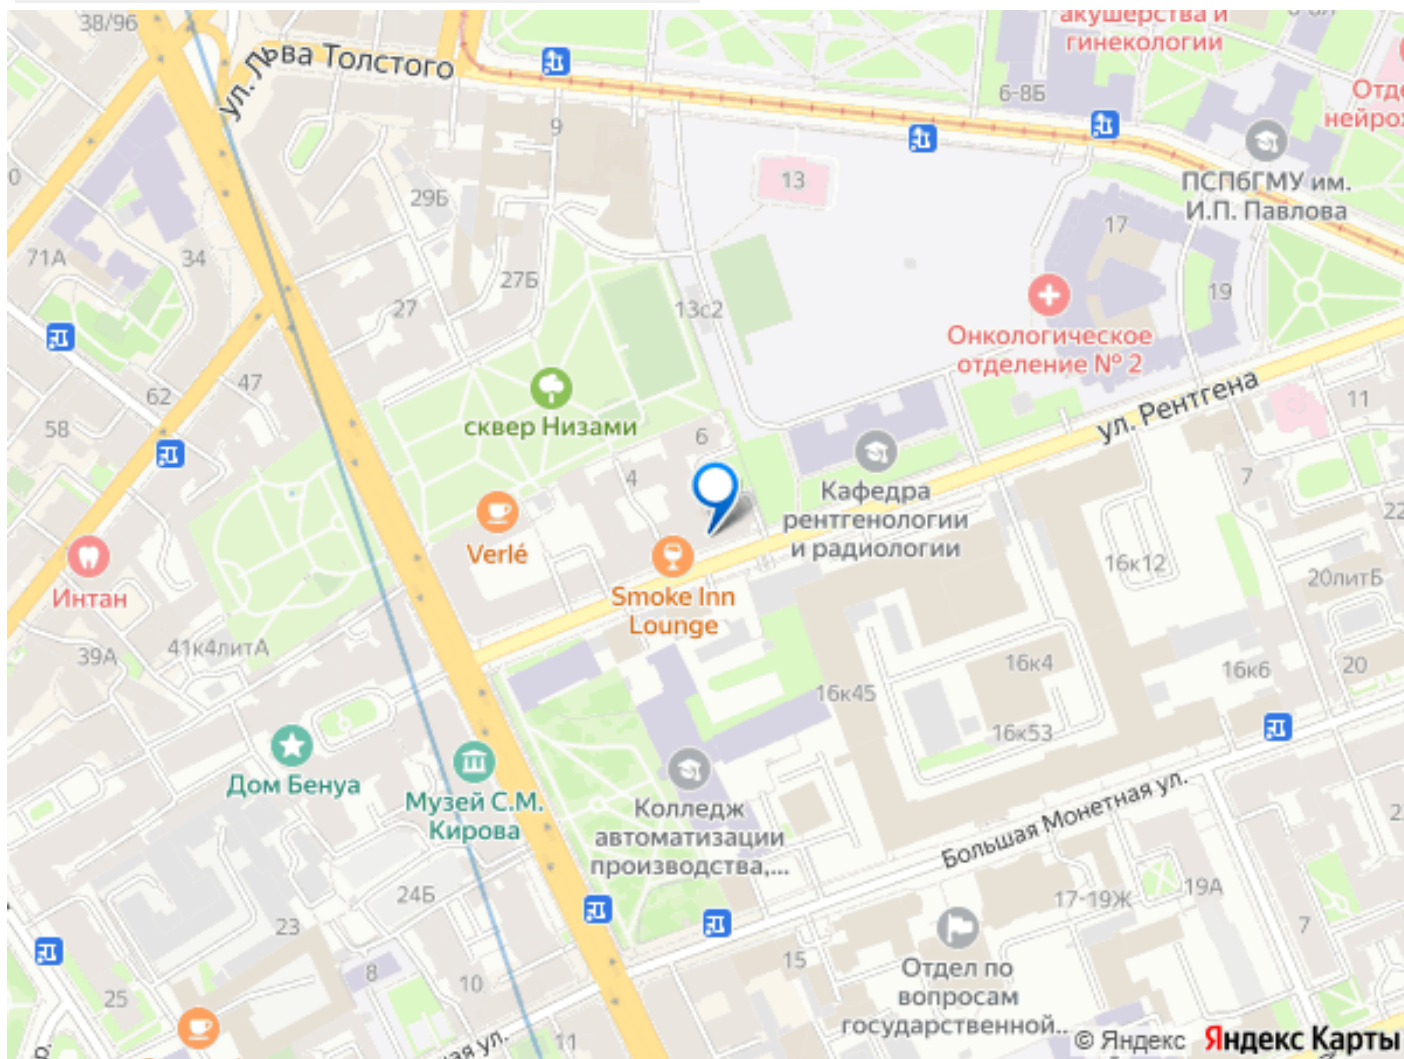 38/96
акушерства и
гинекологии
6-8Б
Отде
нейрох
ул. Льва Толстого
9
13
ПСПбГМУ им.
И.П. Павлова
29Б
17
71А
34
27Б
27
13с2
19
Онкологическое
отделение № 2
47
62
58
сквер Низами
6
4
ул. Рентгена
11
7
Кафедра
рентгенологии
и радиологии
Verlé
Smoke Inn
Lounge
Интан
16к12
20литБ
39А
41к4литА
16к4
16к6
20
16к45
16к53
Дом Бенуа
Музей С.М.
Кирова
Колледж
автоматизации
производства,...
Большая Монетная ул.
24Б
17-19Ж
19А
23
7
8
10
15
25
11
Отдел по
вопросам
государственной..
ая ул.
© Яндекс Яндекс Карты